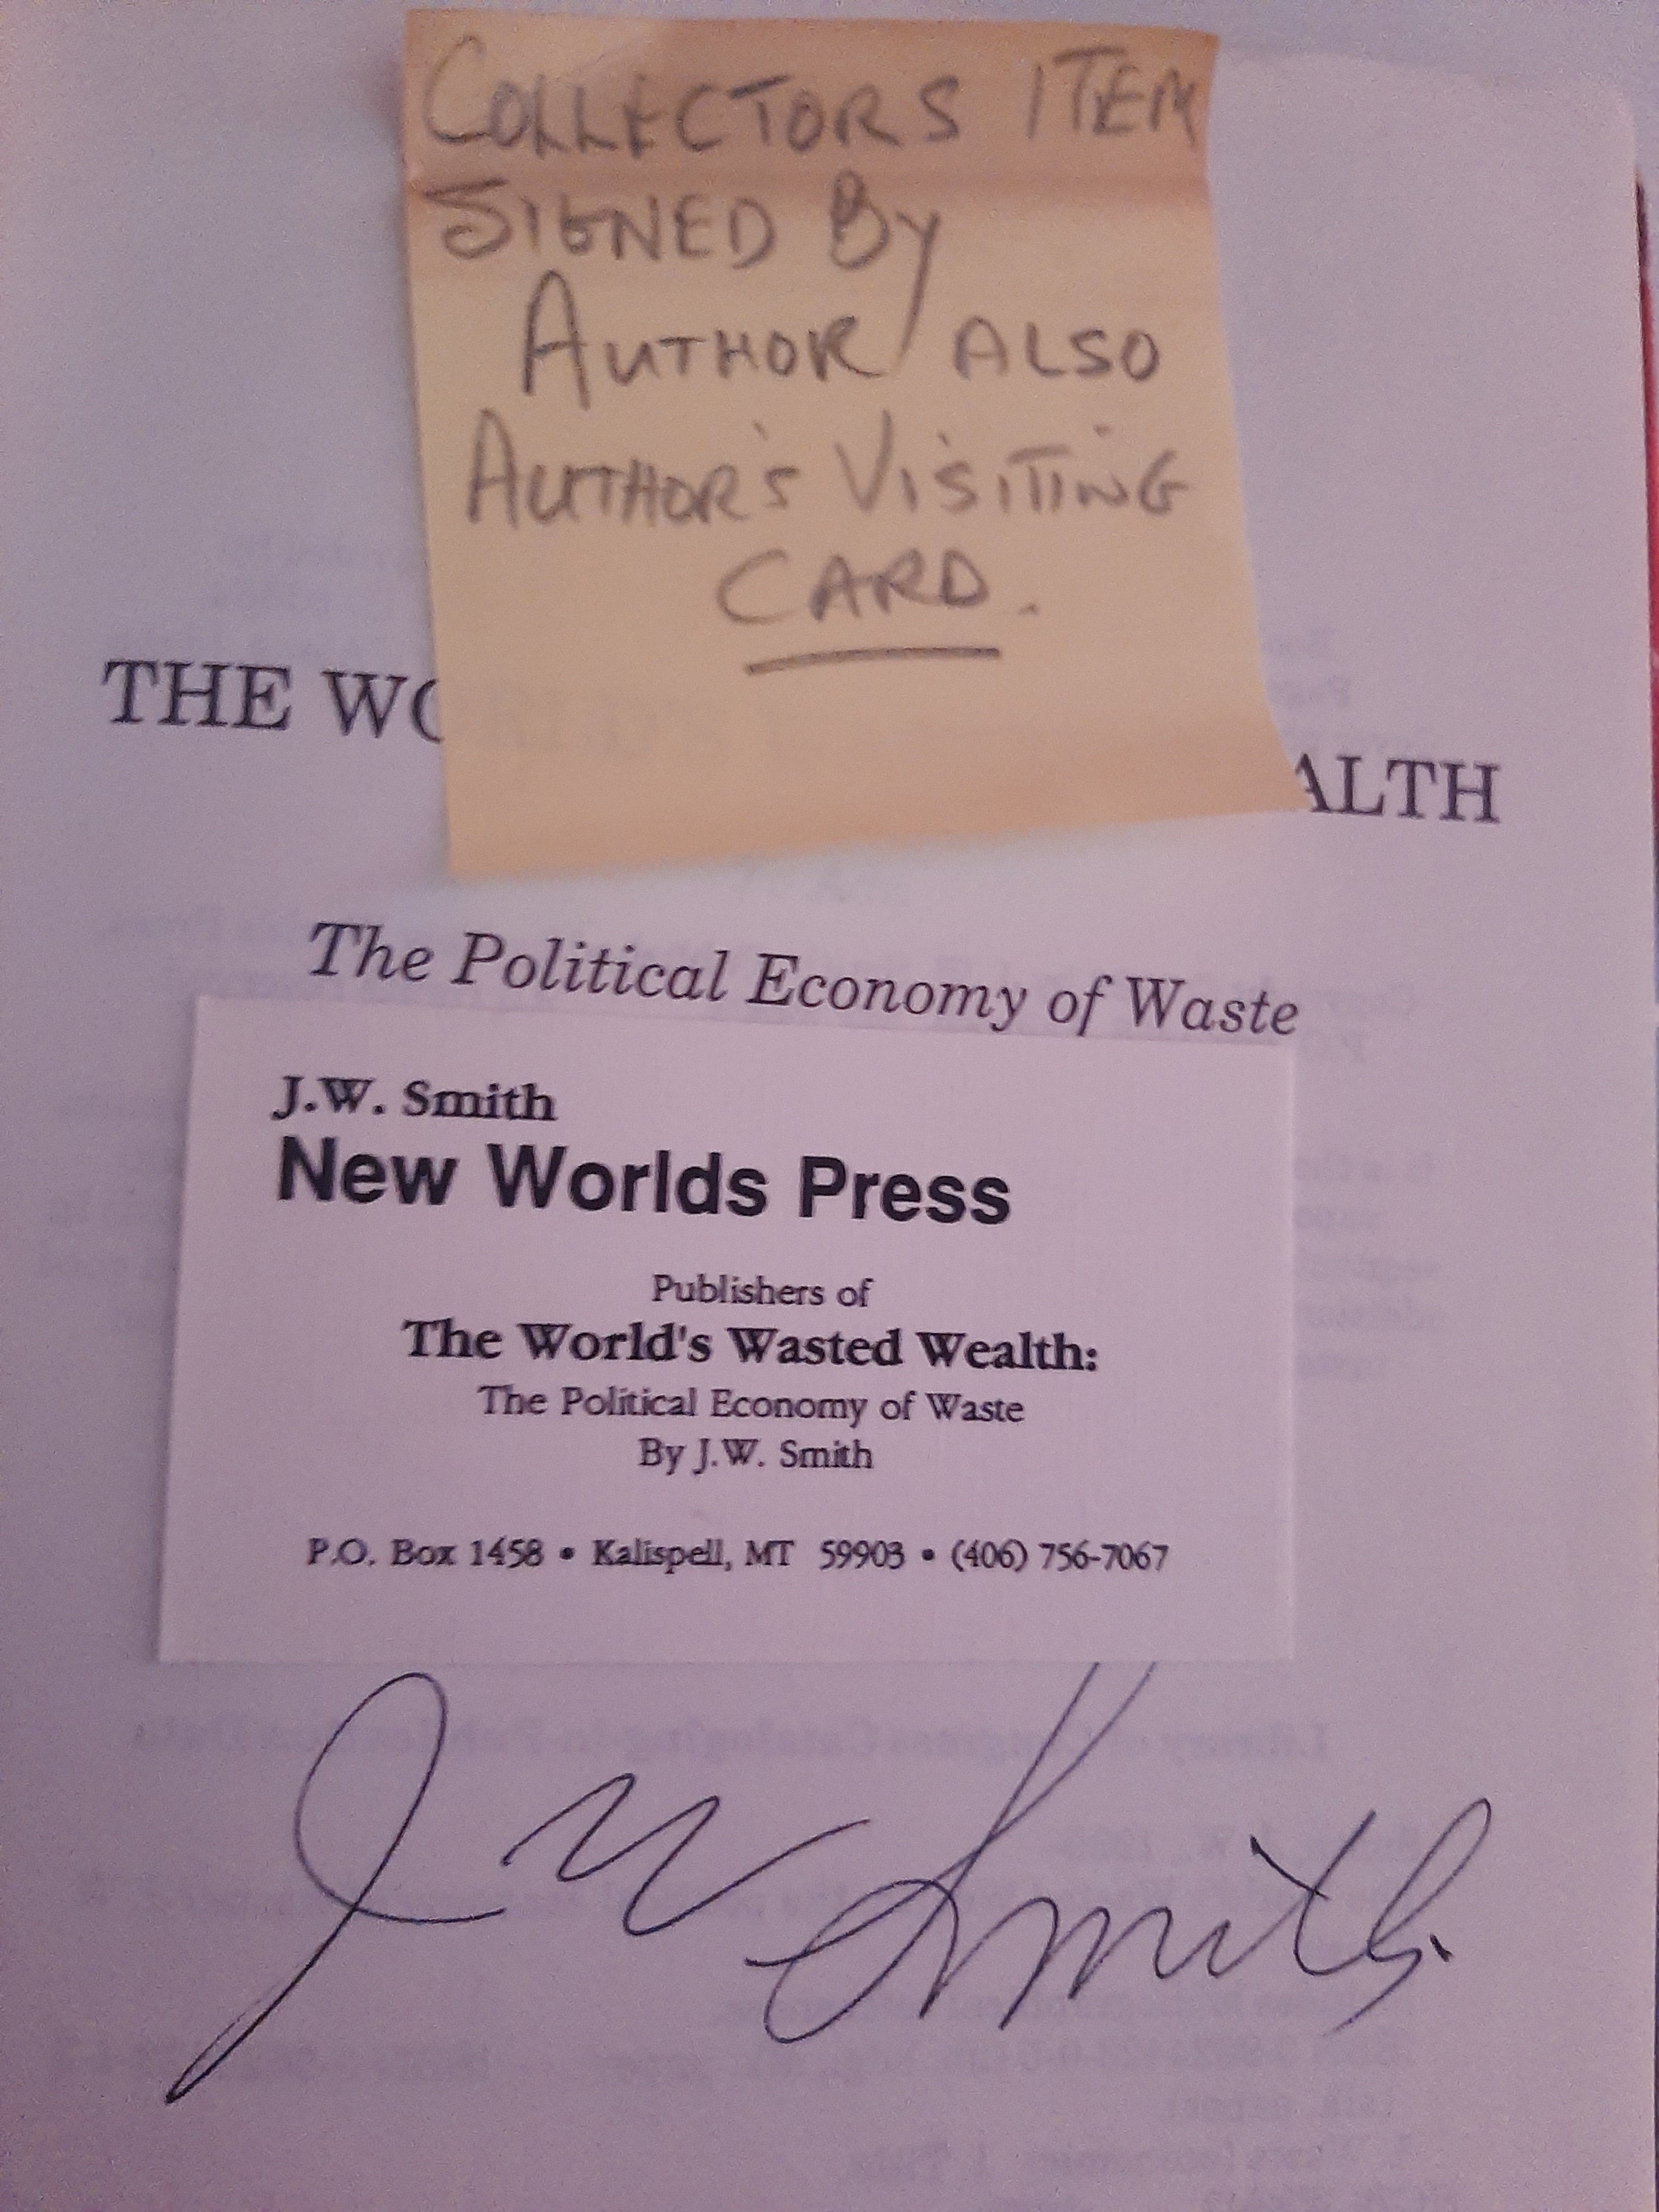 COLLECTORS ITEM
SIGNED By
AUTHOR ALSO
AUTHOR'S VISITING
CARD.
THE WO ALTH
The Political Economy of Waste
J.W. Smith
New Worlds Press
Publishers of
The World's Wasted Wealth:
The Political Economy of Waste
By J.W. Smith
P.O. Box 1458 • Kalispell, MT 59903 • (406) 756-7067
J W Smith